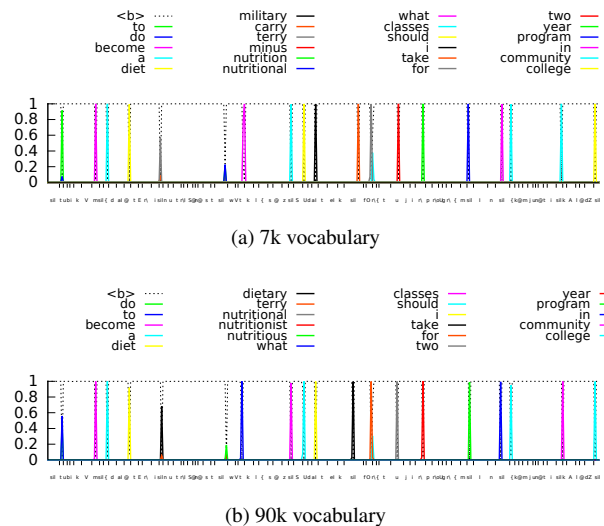 <b> military what two
to carry classes year
do terry should program
become minus i in
a nutrition take community
diet nutritional for college
1
0.8
0.6
0.4
0.2
0
(a) 7k vocabulary
<b> dietary classes year
do terry should program
to nutritional i in
become nutritionist take community
a nutritious for college
diet what two
1
0.8
0.6
0.4
0.2
0
(b) 90k vocabulary